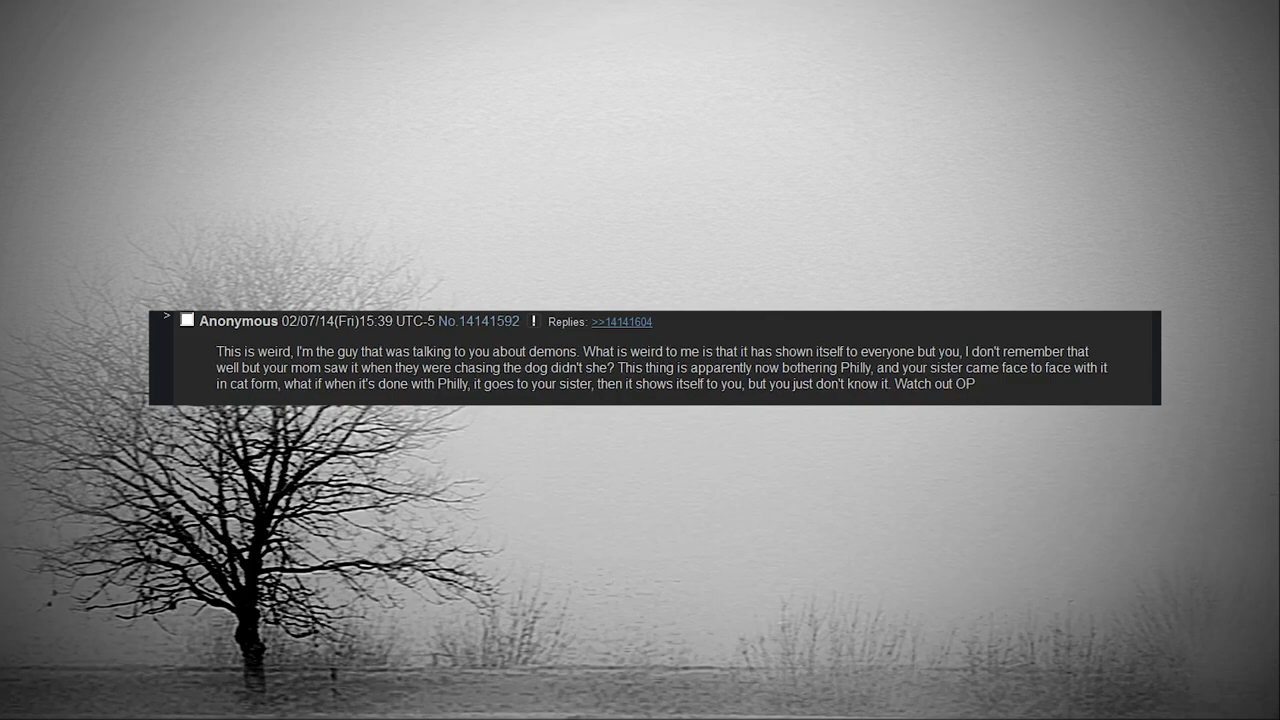 > Anonymous 02/07/14(Fri)15:39 UTC-5 No.14141592 ! Replies: >>14141604
This is weird, I'm the guy that was talking to you about demons. What is weird to me is that it has shown itself to everyone but you, I don't remember that
well but your mom saw it when they were chasing the dog didn't she? This thing is apparently now bothering Philly, and your sister came face to face with it
in cat form, what if when it's done with Philly, it goes to your sister, then it shows itself to you, but you just don't know it. Watch out OP